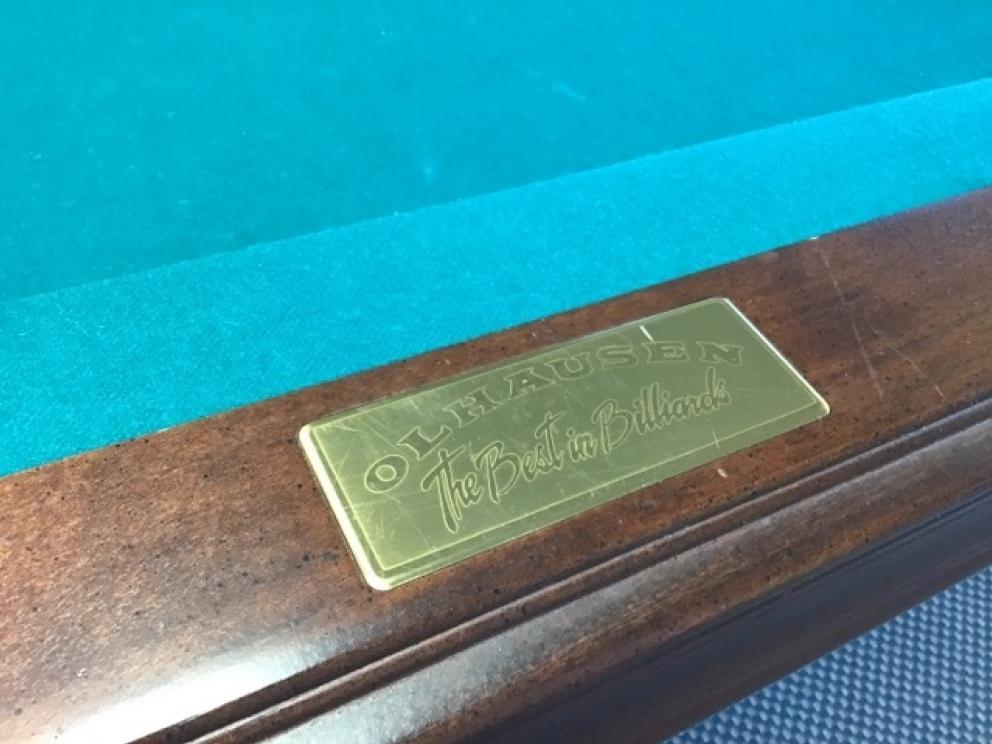 OLHAUSEN
The Best in Billiards